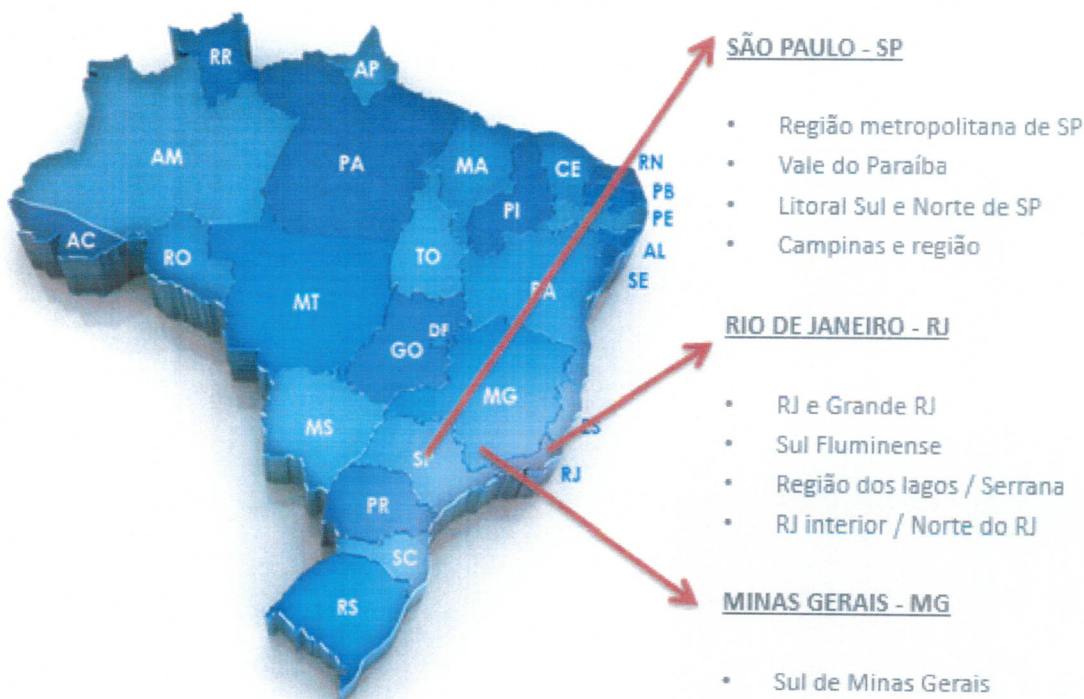 RR
AP
AM
PA
MA
CE
RN
PB
PI
PE
AC
RO
TO
AL
SE
MT
BA
DF
GO
MG
MS
ES
SP
RJ
PR
SC
RS
SÃO PAULO - SP
• Região metropolitana de SP
• Vale do Paraíba
• Litoral Sul e Norte de SP
• Campinas e região
RIO DE JANEIRO - RJ
• RJ e Grande RJ
• Sul Fluminense
• Região dos lagos / Serrana
• RJ interior / Norte do RJ
MINAS GERAIS - MG
• Sul de Minas Gerais